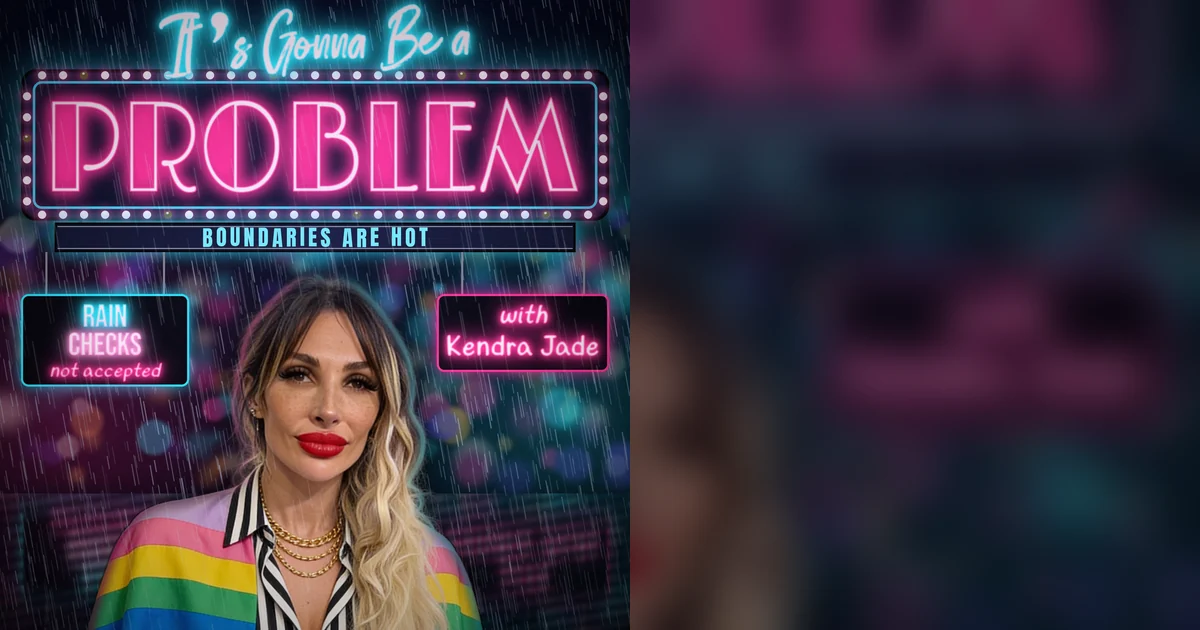 It's Gonna Be a
PROBLEM
BOUNDARIES ARE HOT
RAIN
CHECKS
not accepted
with
Kendra Jade